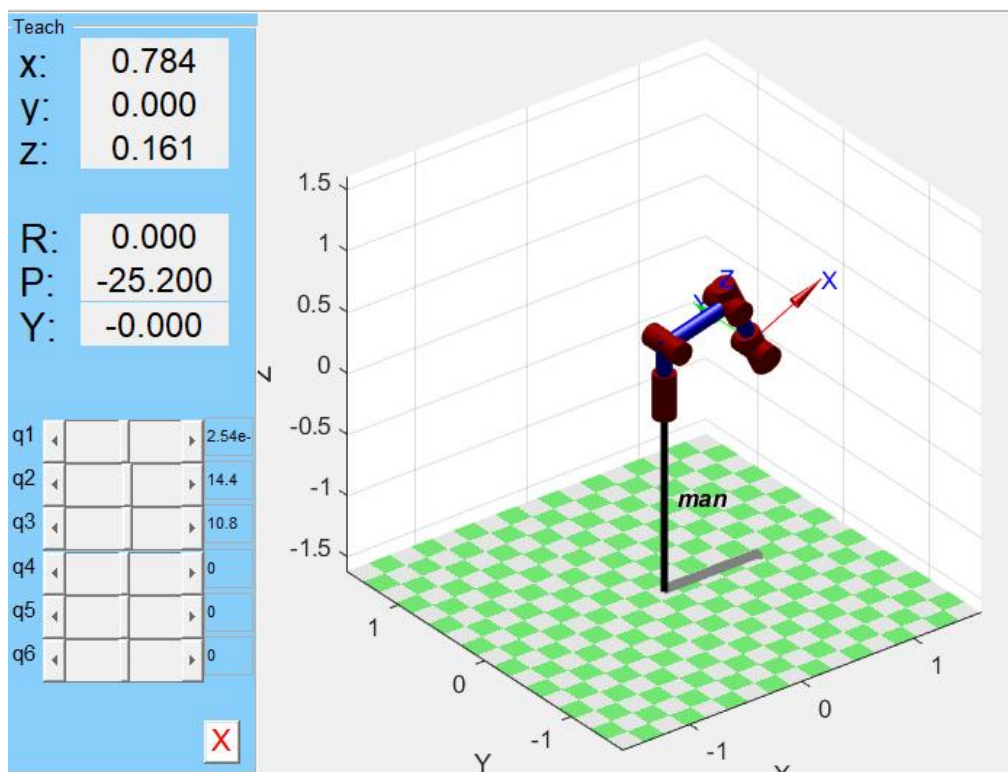 Teach
x: 0.784
y: 0.000
z: 0.161
R: 0.000
P: -25.200
Y: -0.000
q1 2.54e-
q2 14.4
q3 10.8
q4 0
q5 0
q6 0
X
1.5
1
0.5
0
-0.5
-1
-1.5
Z
Z
X
man
1
0
-1
Y
-1
0
1
X